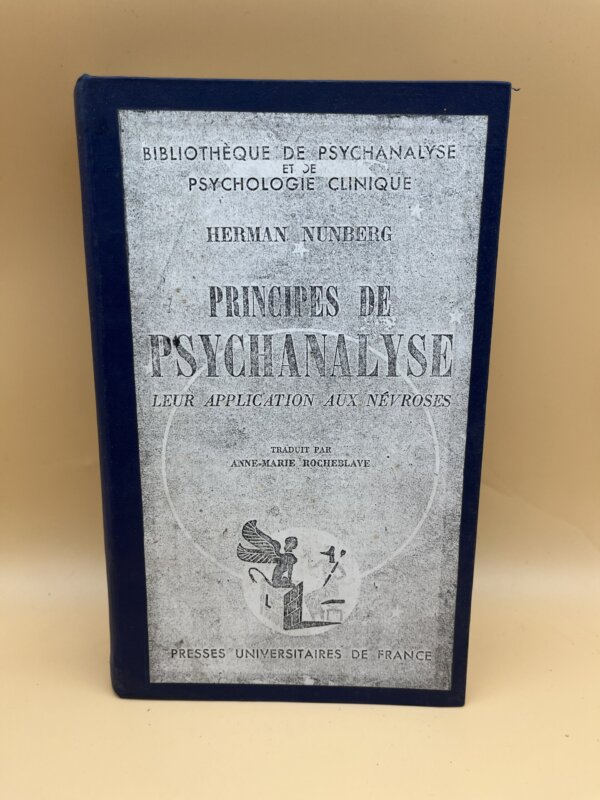 BIBLIOTHÈQUE DE PSYCHANALYSE
ET DE
PSYCHOLOGIE CLINIQUE
HERMAN NUNBERG
PRINCIPES DE
PSYCHANALYSE
LEUR APPLICATION AUX NÉVROSES
TRADUIT PAR
ANNE-MARIE ROCHEBLAVE
PRESSES UNIVERSITAIRES DE FRANCE